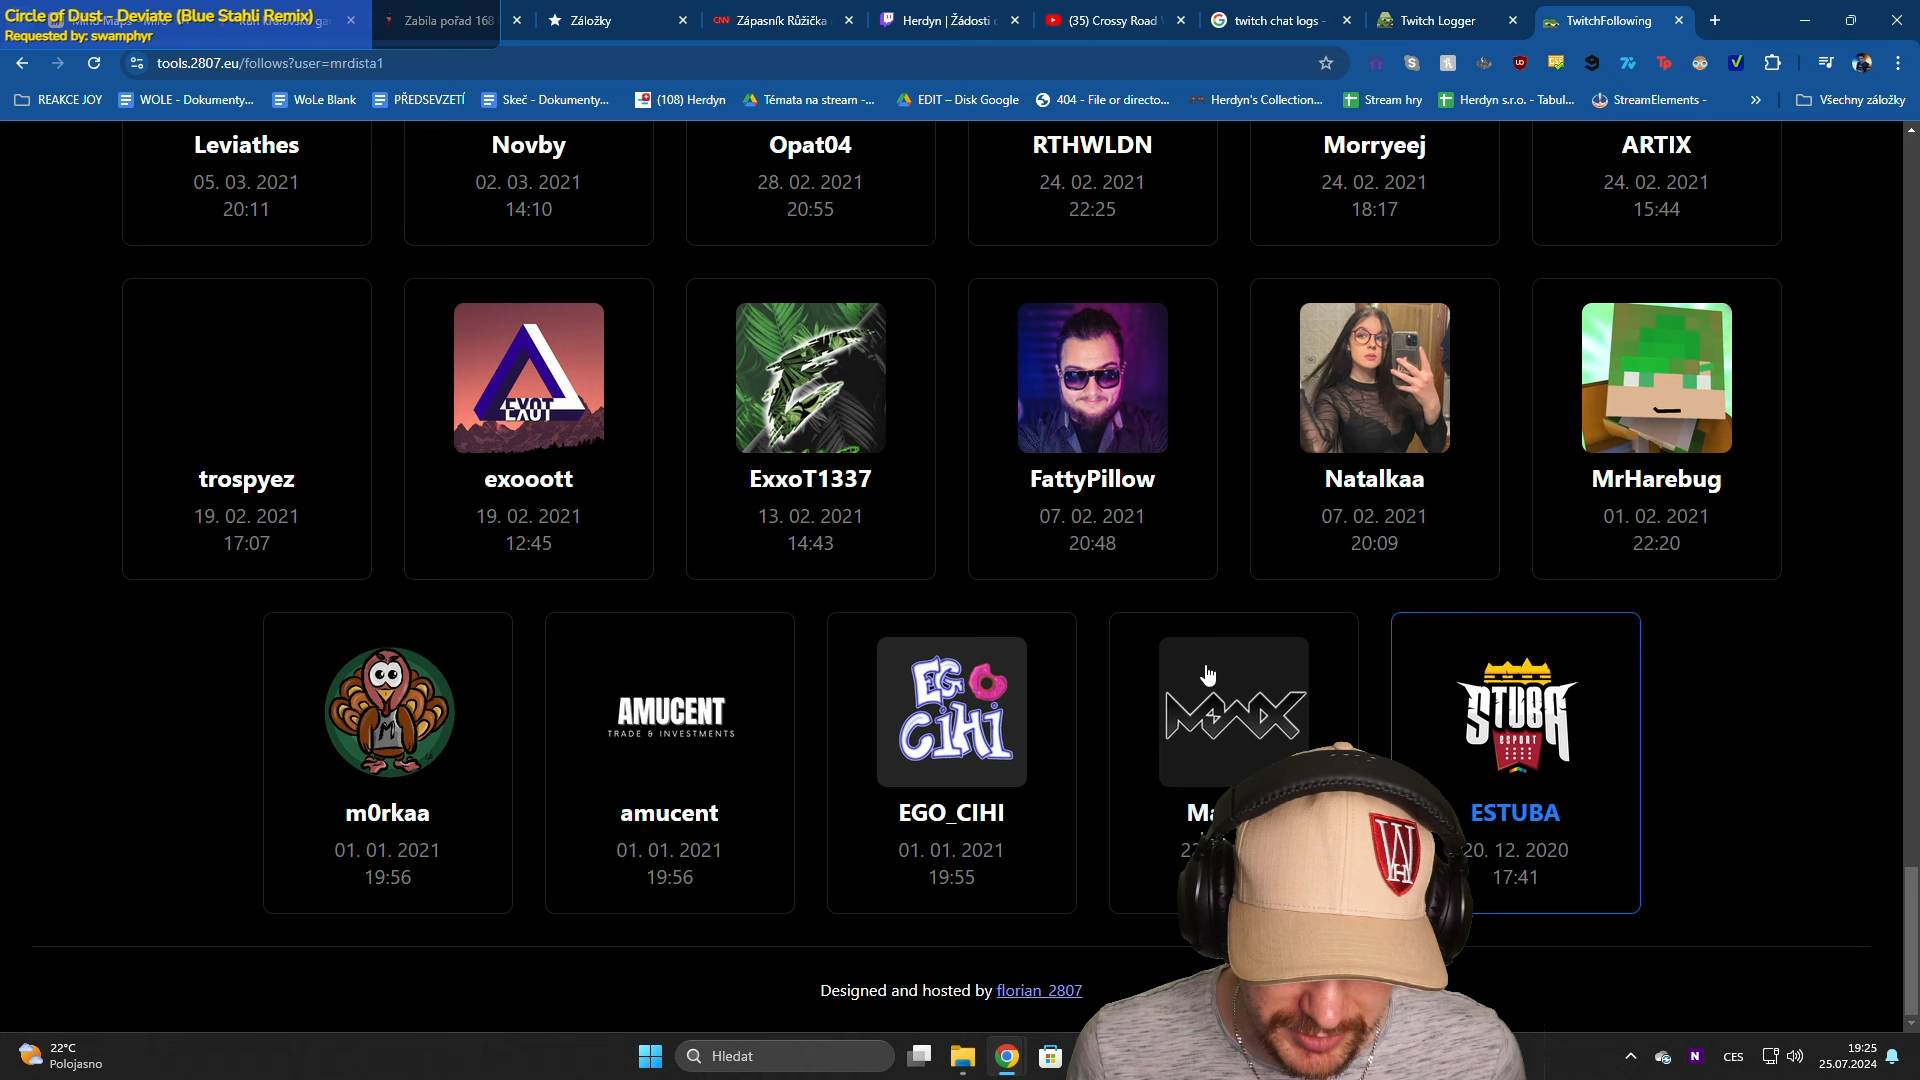 Circle of Dust - Deviate (Blue Stahli Remix)
Requested by: swamphyr
Zabila pořad 168
Záložky
Zápasník Růžička
Herdyn | Žádosti
(35) Crossy Road
twitch chat logs -
Twitch Logger
TwitchFollowing
tools.2807.eu/follows?user=mrdista1
REAKCE JOY
WOLE - Dokumenty...
WoLe Blank
PŘEDSEVZETÍ
Skeč - Dokumenty...
(108) Herdyn
Témata na stream -...
EDIT – Disk Google
404 - File or directo...
Herdyn's Collection...
Stream hry
Herdyn s.r.o. - Tabul...
StreamElements -
»
Všechny záložky
Leviathes
05. 03. 2021
20:11
Novby
02. 03. 2021
14:10
Opat04
28. 02. 2021
20:55
RTHWLDN
24. 02. 2021
22:25
Morryeej
24. 02. 2021
18:17
ARTIX
24. 02. 2021
15:44
trospyez
19. 02. 2021
17:07
EXOT
exooott
19. 02. 2021
12:45
ExxoT1337
13. 02. 2021
14:43
FattyPillow
07. 02. 2021
20:48
Natalkaa
07. 02. 2021
20:09
MrHarebug
01. 02. 2021
22:20
M
m0rkaa
01. 01. 2021
19:56
AMUCENT
TRADE & INVESTMENTS
amucent
01. 01. 2021
19:56
EGO
CIHI
EGO_CIHI
01. 01. 2021
19:55
STUBA
ESPORT
ESTUBA
20. 12. 2020
17:41
Designed and hosted by florian_2807
22°C
Polojasno
Hledat
N
CES
19:25
25.07.2024